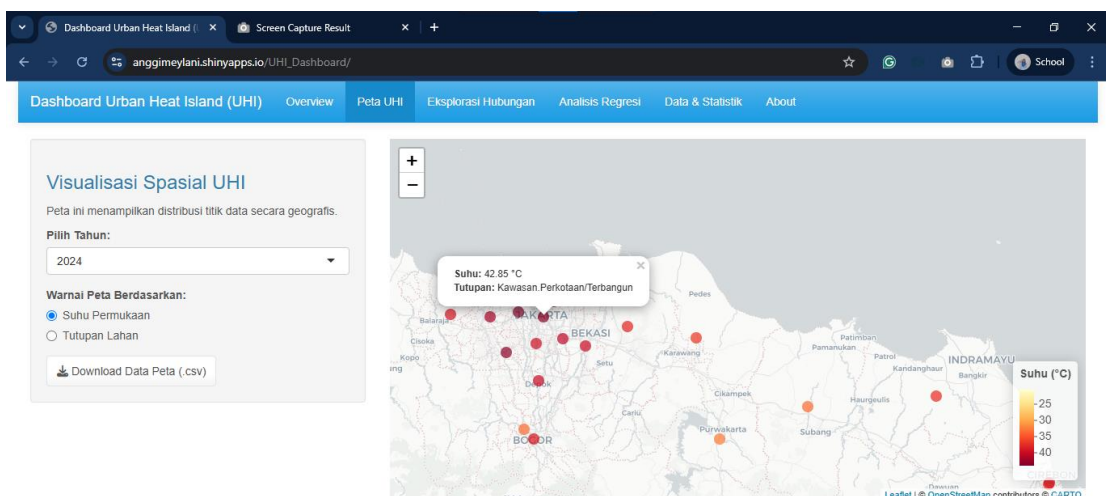 Dashboard Urban Heat Island (
Screen Capture Result
anggimeylani.shinyapps.io/UHI_Dashboard/
School
Dashboard Urban Heat Island (UHI)
Overview
Peta UHI
Eksplorasi Hubungan
Analisis Regresi
Data & Statistik
About
Visualisasi Spasial UHI
Peta ini menampilkan distribusi titik data secara geografis.
Pilih Tahun:
2024
Warnai Peta Berdasarkan:
Suhu Permukaan
Tutupan Lahan
Download Data Peta (.csv)
+
−
Suhu: 42.85 °C
Tutupan: Kawasan.Perkotaan/Terbangun
Pedes
Balaraja
JAKARTA
BEKASI
Cisoka
Kopo
Setu
Karawang
Patimban
Pamanukan
Patrol
Kandanghaur
INDRAMAYU
Bangkir
Depok
Cikampek
Haurgeulis
Cariu
Purwakarta
Subang
BOGOR
Dawuan
Suhu (°C)
25
30
35
40
CIREBON
Leaflet | © OpenStreetMap contributors © CARTO